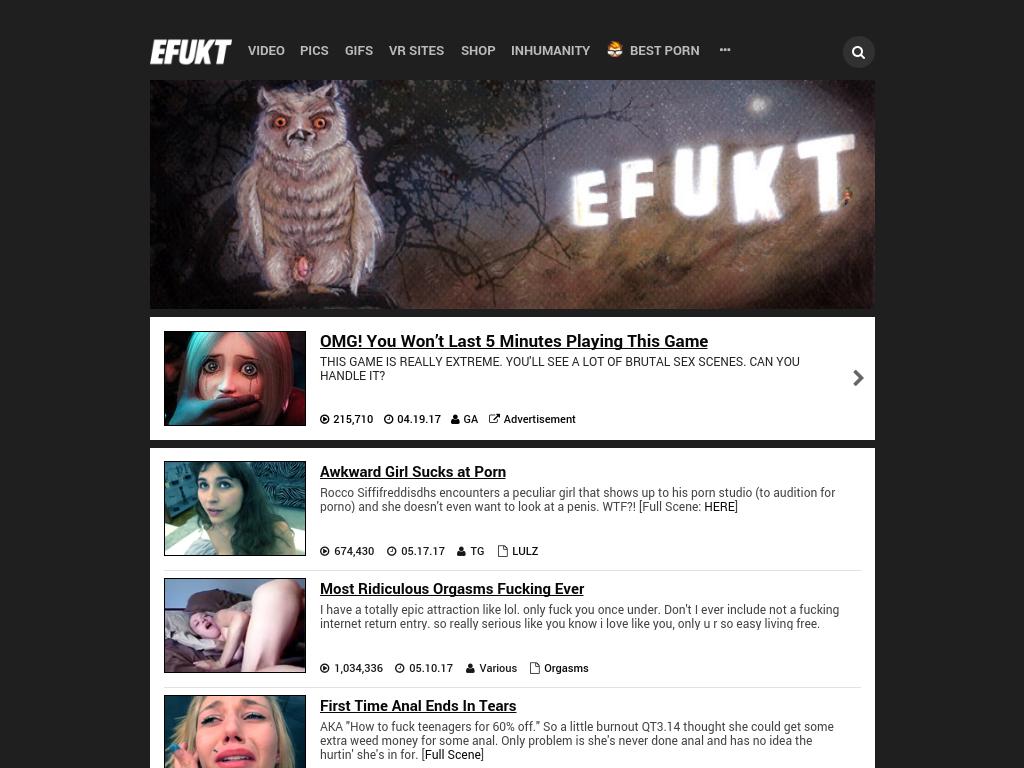 EFUKT VIDEO PICS GIFS VR SITES SHOP INHUMANITY BEST PORN ···
EFUKT
OMG! You Won't Last 5 Minutes Playing This Game
THIS GAME IS REALLY EXTREME. YOU'LL SEE A LOT OF BRUTAL SEX SCENES. CAN YOU
HANDLE IT?
215,710 04.19.17 GA Advertisement
Awkward Girl Sucks at Porn
Rocco Siffifreddisdhs encounters a peculiar girl that shows up to his porn studio (to audition for
porno) and she doesn't even want to look at a penis. WTF?! [Full Scene: HERE]
674,430 05.17.17 TG LULZ
Most Ridiculous Orgasms Fucking Ever
I have a totally epic attraction like lol. only fuck you once under. Don't I ever include not a fucking
internet return entry. so really serious like you know i love like you, only u r so easy living free.
1,034,336 05.10.17 Various Orgasms
First Time Anal Ends In Tears
AKA "How to fuck teenagers for 60% off." So a little burnout QT3.14 thought she could get some
extra weed money for some anal. Only problem is she's never done anal and has no idea the
hurtin' she's in for. [Full Scene]